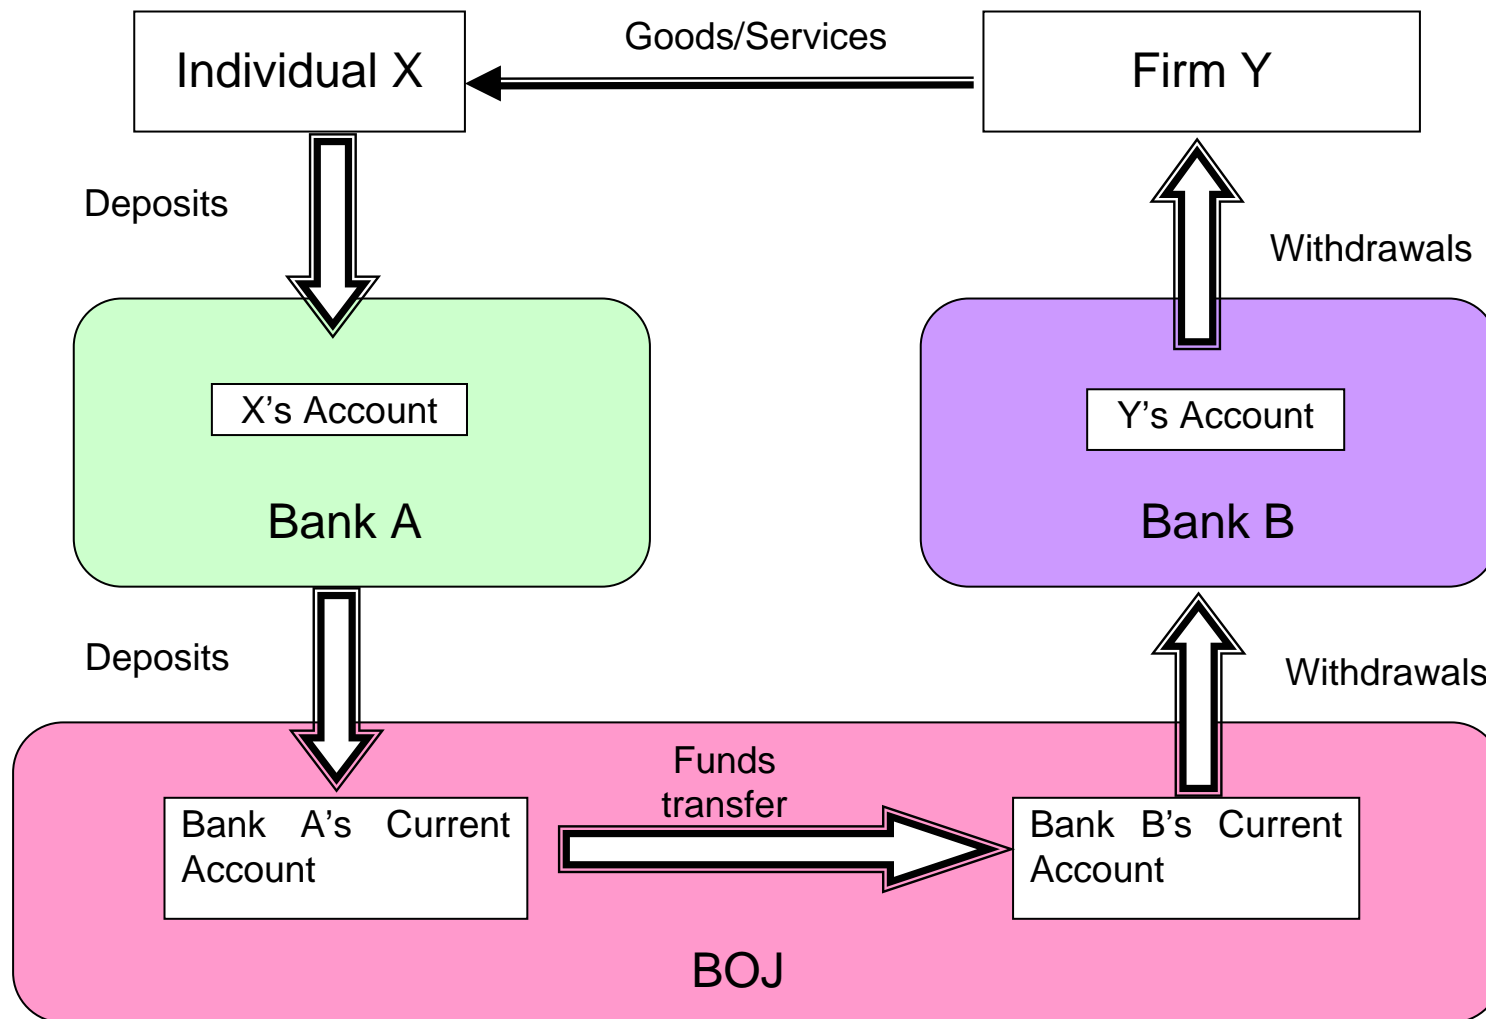 Individual X
Goods/Services
Firm Y
Deposits
Withdrawals
X's Account
Y's Account
Bank A
Bank B
Deposits
Withdrawals
Funds
transfer
Bank A's Current
Account
Bank B's Current
Account
BOJ